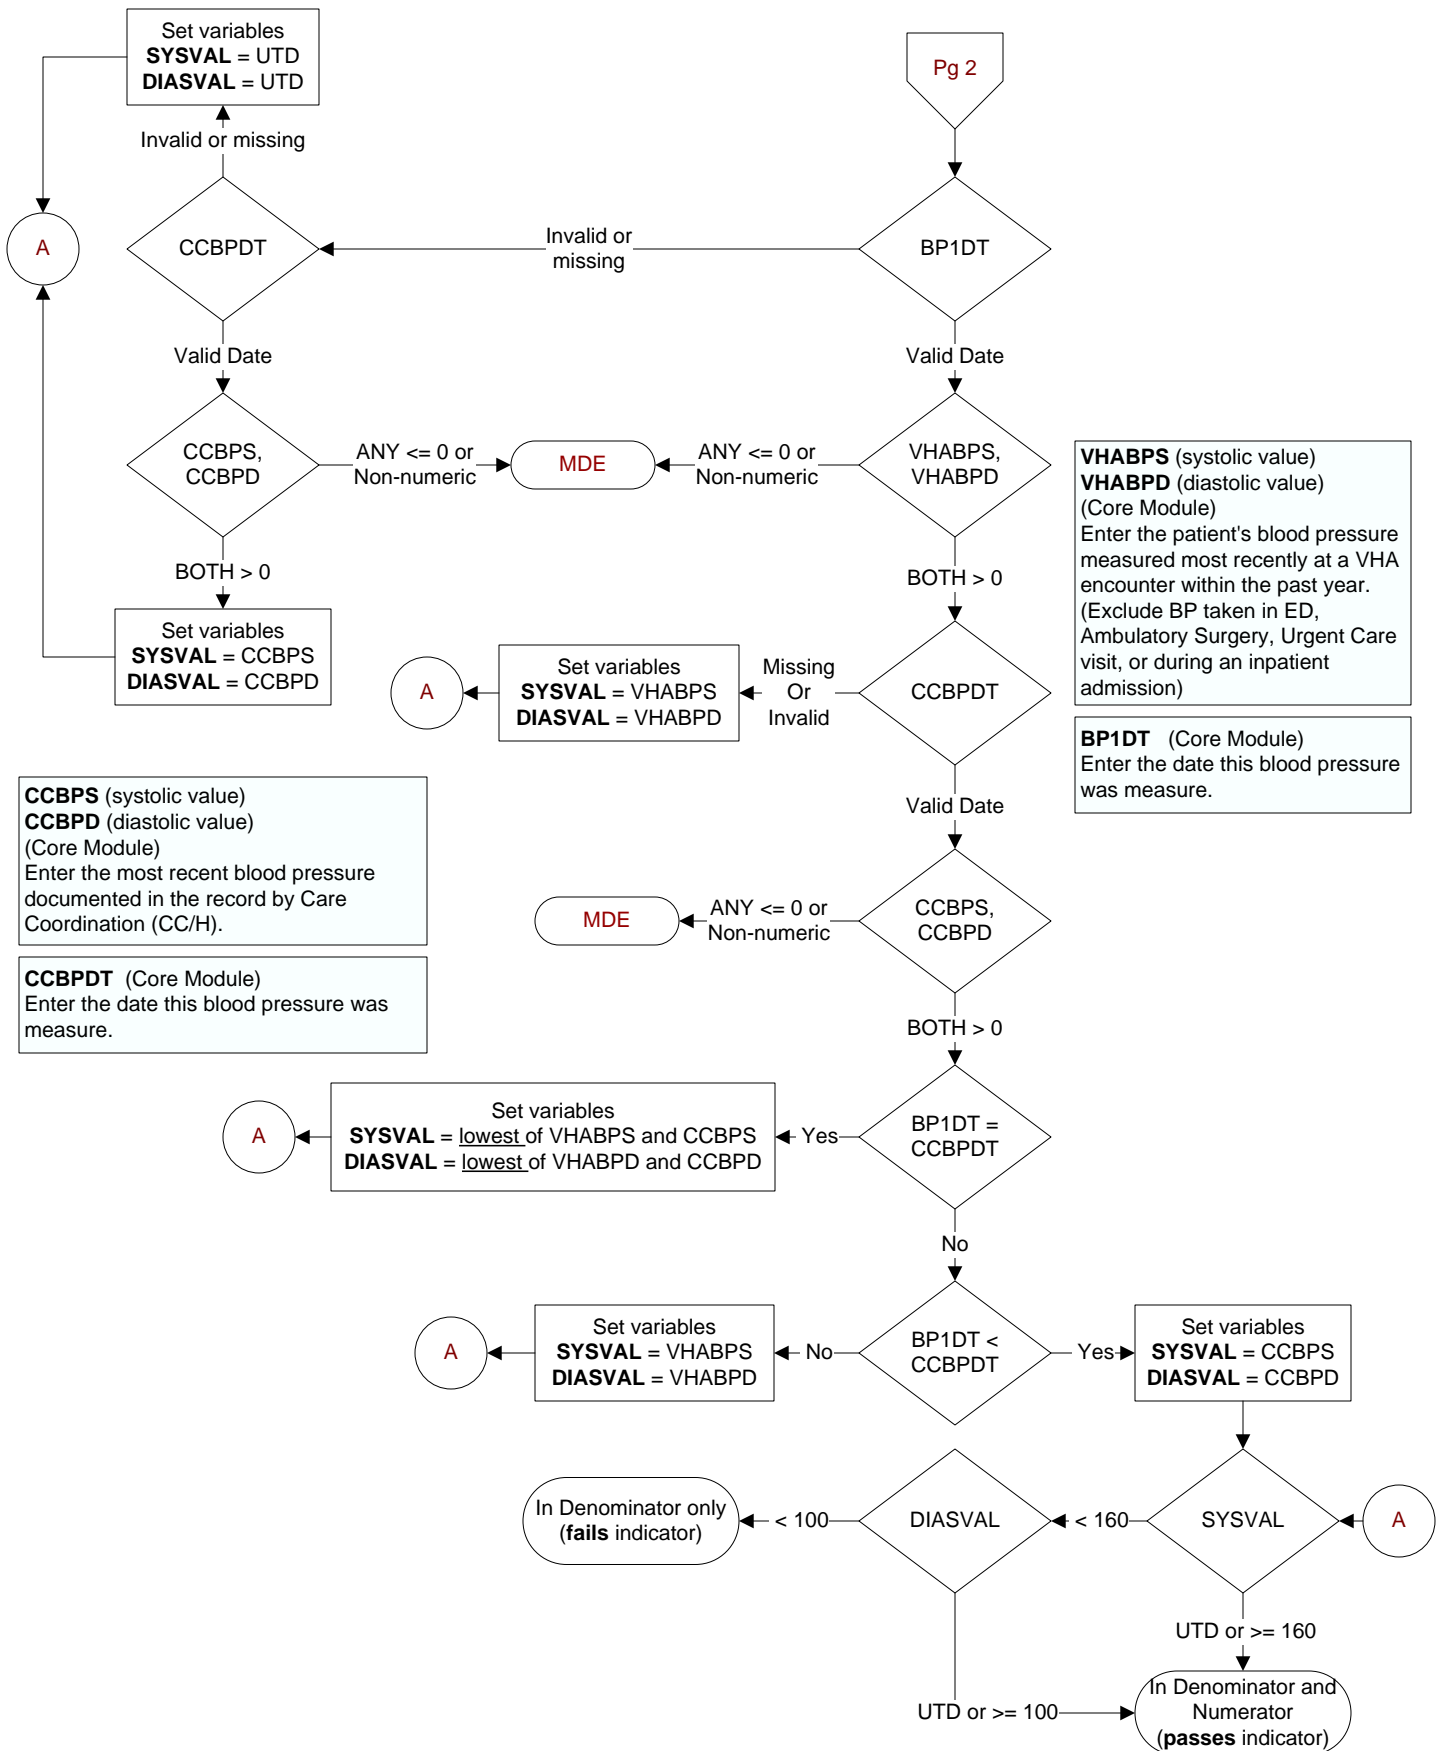 Set variables
SYSVAL = UTD
DIASVAL = UTD
Pg 2
Invalid or missing
A
CCBPDT
Invalid or
missing
BP1DT
Valid Date
Valid Date
CCBPS,
CCBPD
ANY <= 0 or
Non-numeric
MDE
ANY <= 0 or
Non-numeric
VHABPS,
VHABPD
VHABPS (systolic value)
VHABPD (diastolic value)
(Core Module)
Enter the patient's blood pressure
measured most recently at a VHA
encounter within the past year.
(Exclude BP taken in ED,
Ambulatory Surgery, Urgent Care
visit, or during an inpatient
admission)
BOTH > 0
BOTH > 0
Set variables
SYSVAL = CCBPS
DIASVAL = CCBPD
A
Set variables
SYSVAL = VHABPS
DIASVAL = VHABPD
Missing
Or
Invalid
CCBPDT
BP1DT (Core Module)
Enter the date this blood pressure
was measure.
CCBPS (systolic value)
CCBPD (diastolic value)
(Core Module)
Enter the most recent blood pressure
documented in the record by Care
Coordination (CC/H).
Valid Date
MDE
ANY <= 0 or
Non-numeric
CCBPS,
CCBPD
CCBPDT (Core Module)
Enter the date this blood pressure was
measure.
BOTH > 0
A
Set variables
SYSVAL = lowest of VHABPS and CCBPS
DIASVAL = lowest of VHABPD and CCBPD
Yes
BP1DT =
CCBPDT
No
A
Set variables
SYSVAL = VHABPS
DIASVAL = VHABPD
No
BP1DT <
CCBPDT
Yes
Set variables
SYSVAL = CCBPS
DIASVAL = CCBPD
In Denominator only
(fails indicator)
< 100
DIASVAL
< 160
SYSVAL
A
UTD or >= 160
UTD or >= 100
In Denominator and
Numerator
(passes indicator)